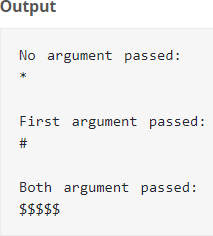 Output
No argument passed:
*
First argument passed:
#
Both argument passed:
$$$$$